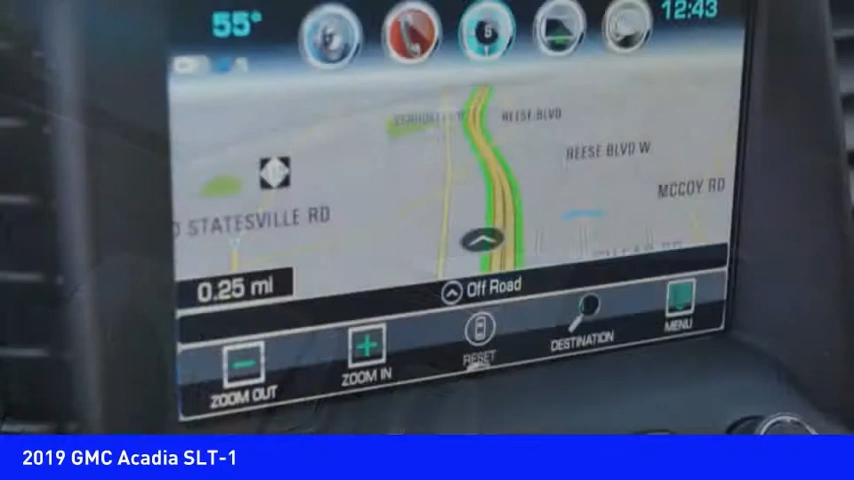 55°
12:43
REESE BLVD
REESE BLVD W
MCCOY RD
STATESVILLE RD
0.25 mi
Off Road
ZOOM OUT
ZOOM IN
RESET
DESTINATION
MENU
2019 GMC Acadia SLT-1